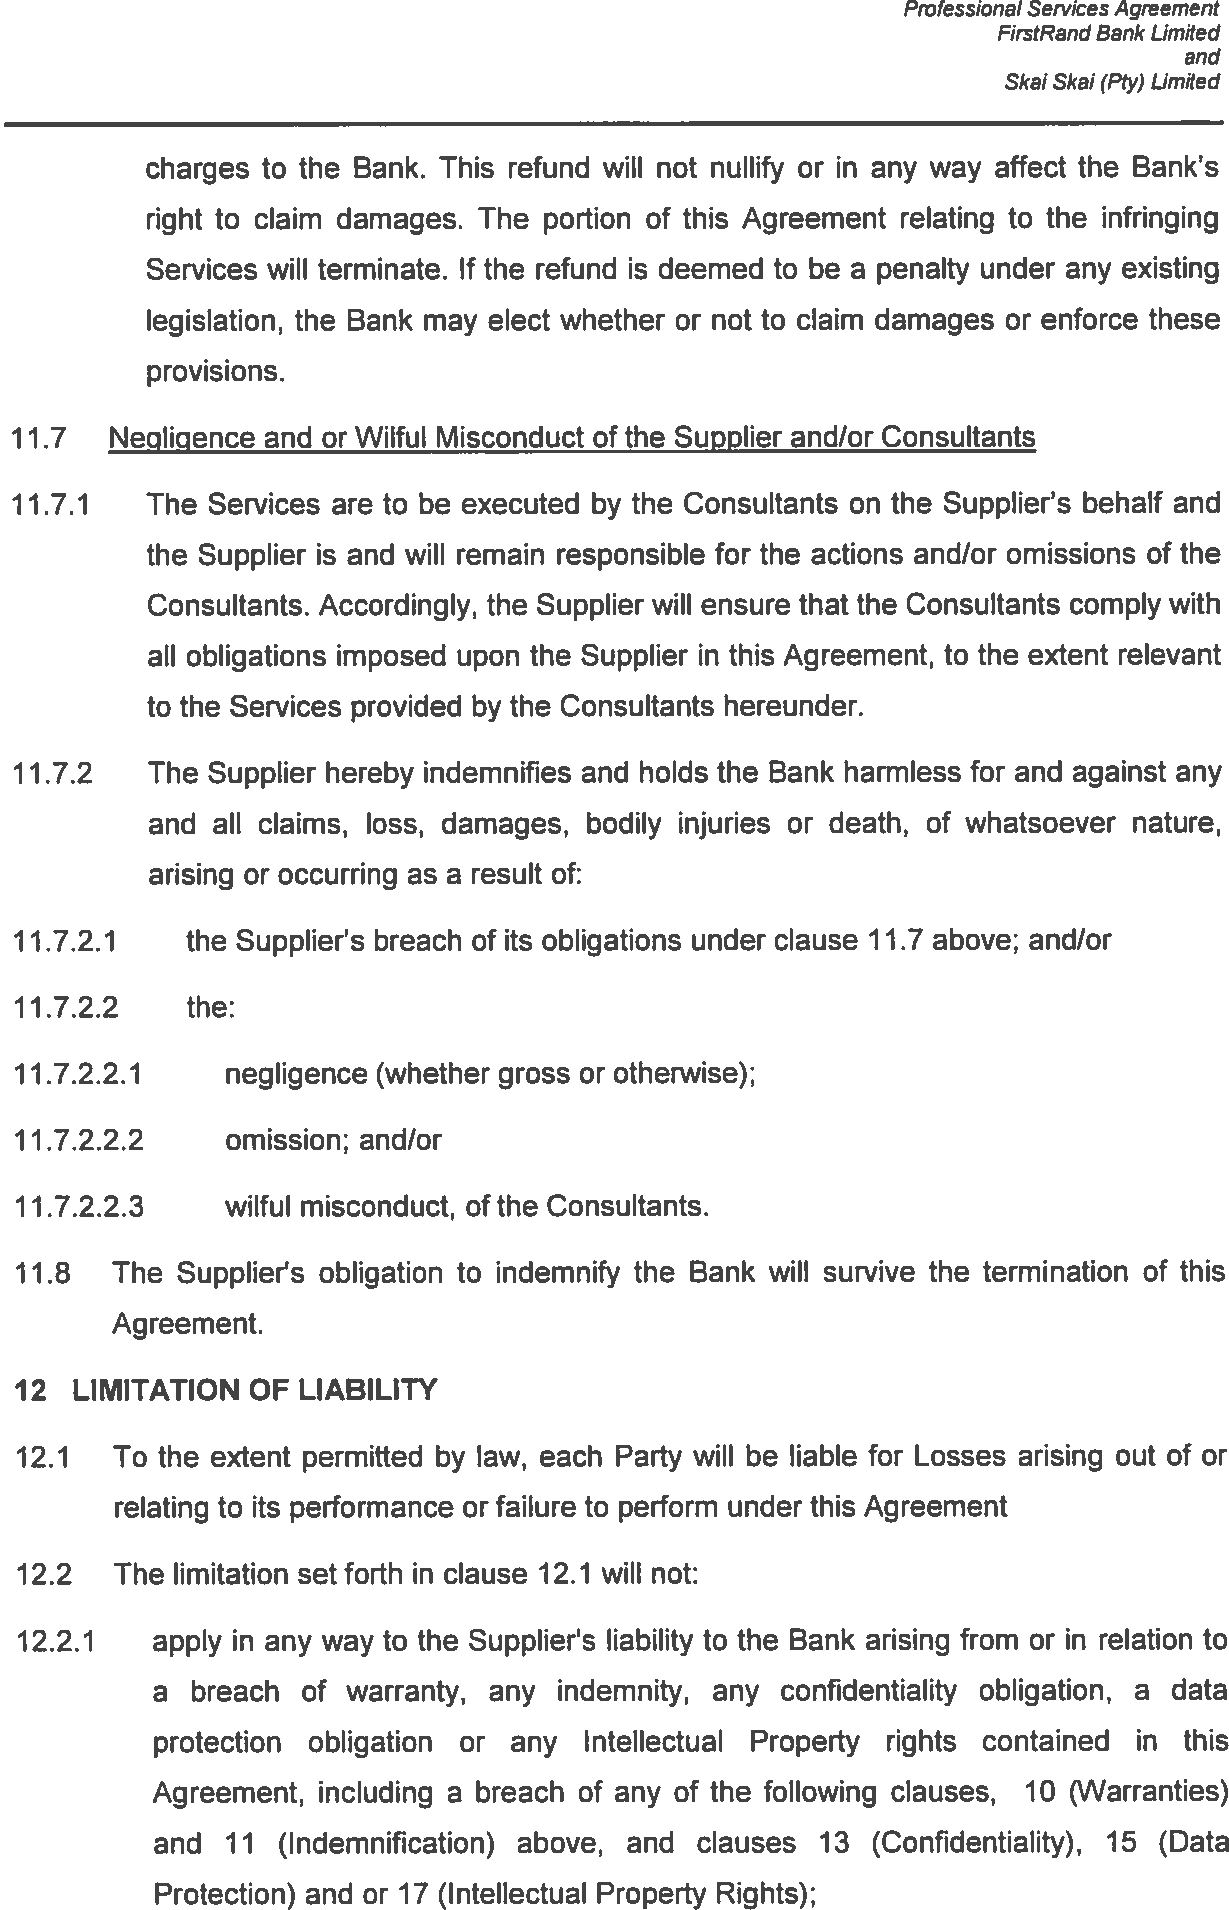 Professional Services Agreement
FirstRand Bank Limited
and
Skai Skai (Pty) Limited
charges to the Bank. This refund will not nullify or in any way affect the Bank's
right to claim damages. The portion of this Agreement relating to the infringing
Services will terminate. If the refund is deemed to be a penalty under any existing
legislation, the Bank may elect whether or not to claim damages or enforce these
provisions.
11.7 Negligence and or Wilful Misconduct of the Supplier and/or Consultants
11.7.1 The Services are to be executed by the Consultants on the Supplier's behalf and
the Supplier is and will remain responsible for the actions and/or omissions of the
Consultants. Accordingly, the Supplier will ensure that the Consultants comply with
all obligations imposed upon the Supplier in this Agreement, to the extent relevant
to the Services provided by the Consultants hereunder.
11.7.2 The Supplier hereby indemnifies and holds the Bank harmless for and against any
and all claims, loss, damages, bodily injuries or death, of whatsoever nature,
arising or occurring as a result of:
11.7.2.1 the Supplier's breach of its obligations under clause 11.7 above; and/or
11.7.2.2 the:
11.7.2.2.1 negligence (whether gross or otherwise);
11.7.2.2.2 omission; and/or
11.7.2.2.3 wilful misconduct, of the Consultants.
11.8 The Supplier's obligation to indemnify the Bank will survive the termination of this
Agreement.
12 LIMITATION OF LIABILITY
12.1 To the extent permitted by law, each Party will be liable for Losses arising out of or
relating to its performance or failure to perform under this Agreement
12.2 The limitation set forth in clause 12.1 will not:
12.2.1 apply in any way to the Supplier's liability to the Bank arising from or in relation to
a breach of warranty, any indemnity, any confidentiality obligation, a data
protection obligation or any Intellectual Property rights contained in this
Agreement, including a breach of any of the following clauses, 10 (Warranties)
and 11 (Indemnification) above, and clauses 13 (Confidentiality), 15 (Data
Protection) and or 17 (Intellectual Property Rights);